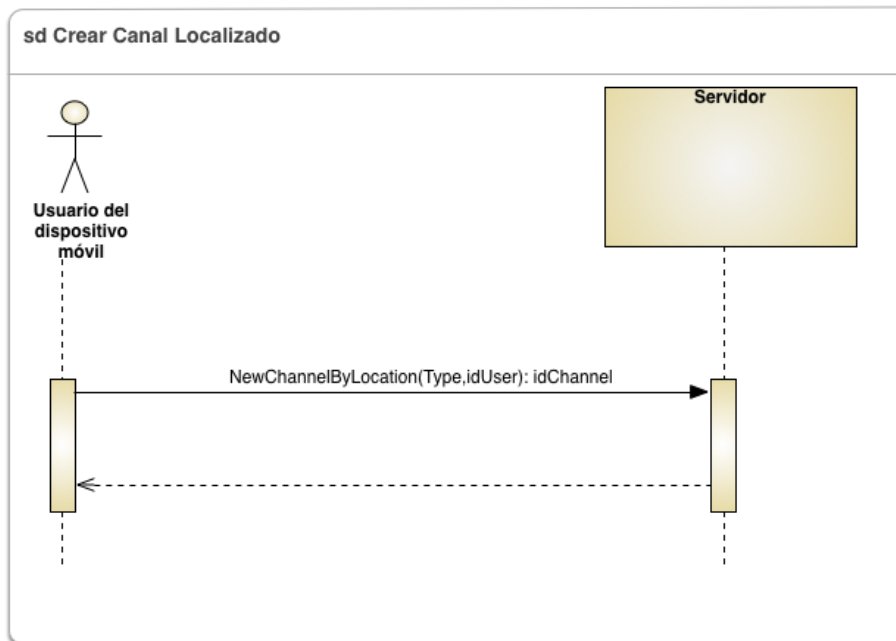 sd Crear Canal Localizado
Servidor
Usuario del
dispositivo
móvil
NewChannelByLocation(Type,idUser): idChannel